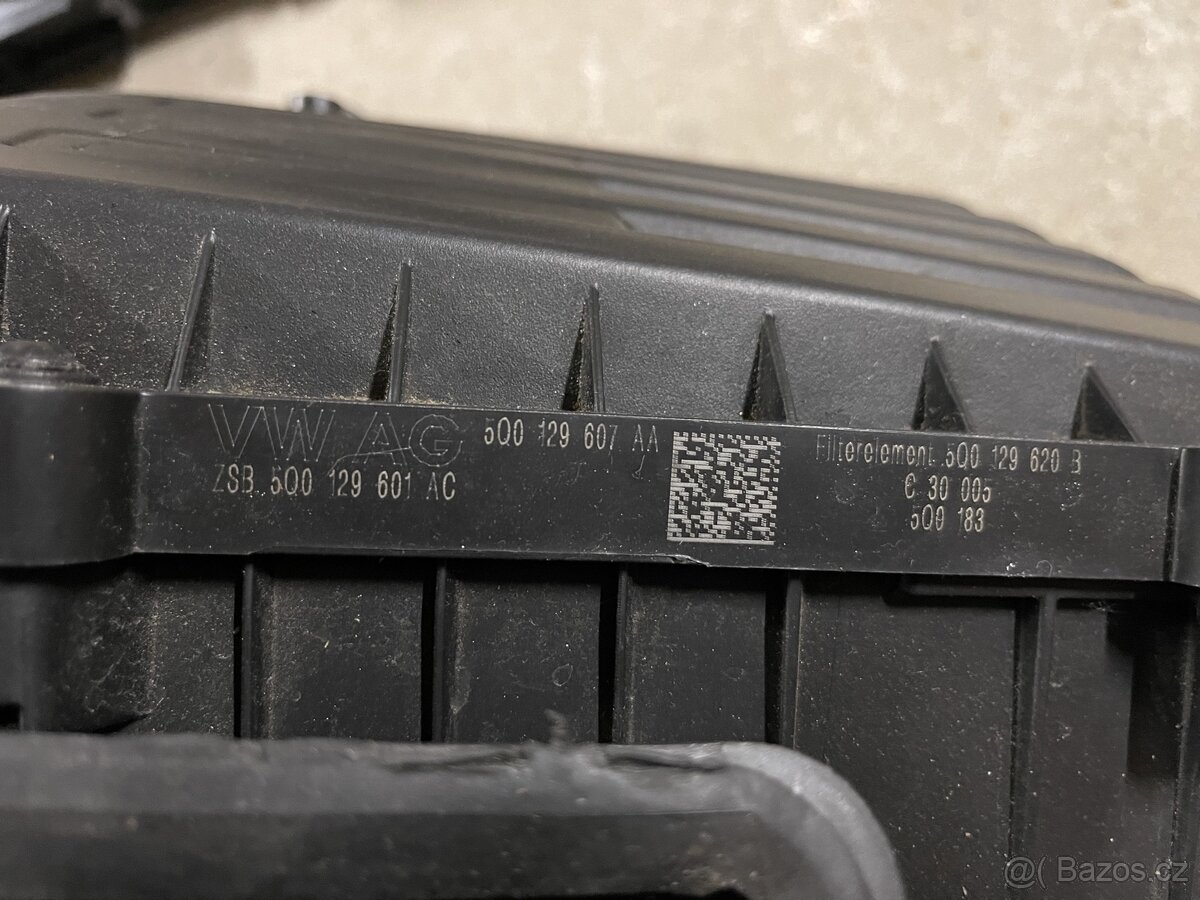 VW AG 5Q0 129 607 AA
ZSB 5Q0 129 601 AC
Filterelement 5Q0 129 620 B
C 30 005
5Q0 183
@( Bazos.cz